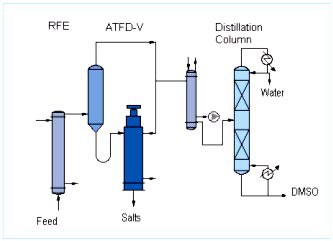 RFE
ATFD-V
Distillation
Column
Water
DMSO
Feed
Salts